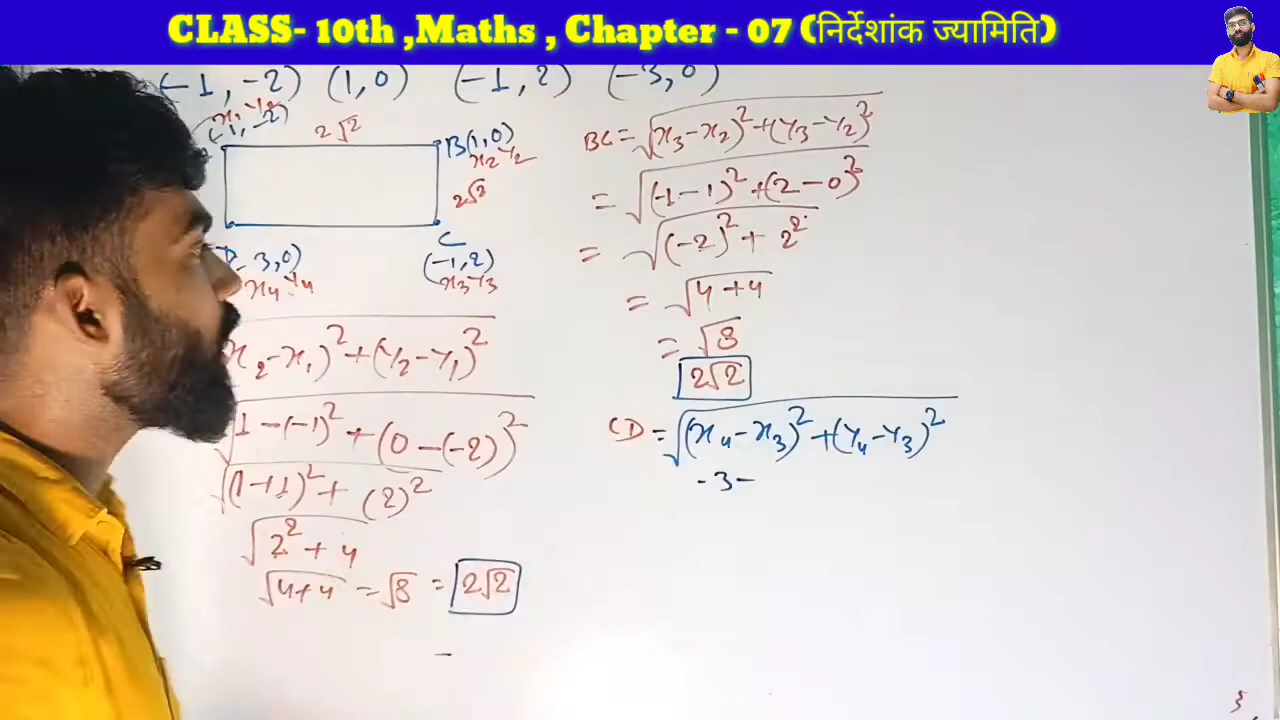 CLASS- 10th ,Maths , Chapter - 07 (निर्देशांक ज्यामिति)
(-1, -2) (1,0) (-1,2) (-3,0)
x₁ y₁
(-1, -2)
2√2
B(1,0)
x₂ y₂
2√2
D
-3,0)
x₄ y₄
C
(-1,2)
x₃ y₃
x₂-x₁)²+(y₂-y₁)²
√1-(-1)²+(0-(-2))²
√(1+1)²+(2)²
√2²+4
√4+4 = √8 = 2√2
BC=√(x₃-x₂)²+(y₃-y₂)²
=√(-1-1)²+(2-0)²
= √(-2)²+2²
= √4+4
= √8
2√2
CD=√(x₄-x₃)²+(y₄-y₃)²
-3-